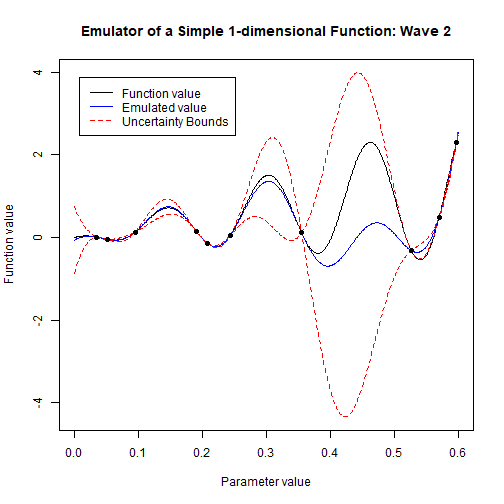 Emulator of a Simple 1-dimensional Function: Wave 2
Function value
Emulated value
Uncertainty Bounds
Function value
4
2
0
-2
-4
0.0 0.1 0.2 0.3 0.4 0.5 0.6
Parameter value